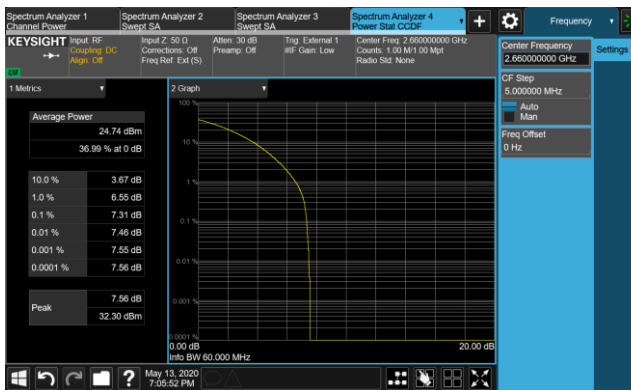 Spectrum Analyzer 1
Channel Power
Spectrum Analyzer 2
Swept SA
Spectrum Analyzer 3
Swept SA
Spectrum Analyzer 4
Power Stat CCDF
Frequency
KEYSIGHT
Input: RF
Coupling: DC
Align: Off
Input Z: 50 Ω
Corrections: Off
Freq Ref: Ext (S)
Atten: 30 dB
Preamp: Off
Trig: External 1
#IF Gain: Low
Center Freq: 2.660000000 GHz
Counts: 1.00 M/1.00 Mpt
Radio Std: None
LXI
1 Metrics
Average Power
24.74 dBm
36.99 % at 0 dB
10.0 % 3.67 dB
1.0 % 6.55 dB
0.1 % 7.31 dB
0.01 % 7.46 dB
0.001 % 7.55 dB
0.0001 % 7.56 dB
Peak
7.56 dB
32.30 dBm
2 Graph
100 %
10 %
1 %
0.1 %
0.01 %
0.001 %
0.0001 %
0.00 dB 20.00 dB
Info BW 60.000 MHz
Center Frequency
2.660000000 GHz
CF Step
5.000000 MHz
Auto
Man
Freq Offset
0 Hz
Settings
?
May 13, 2020
7:05:52 PM